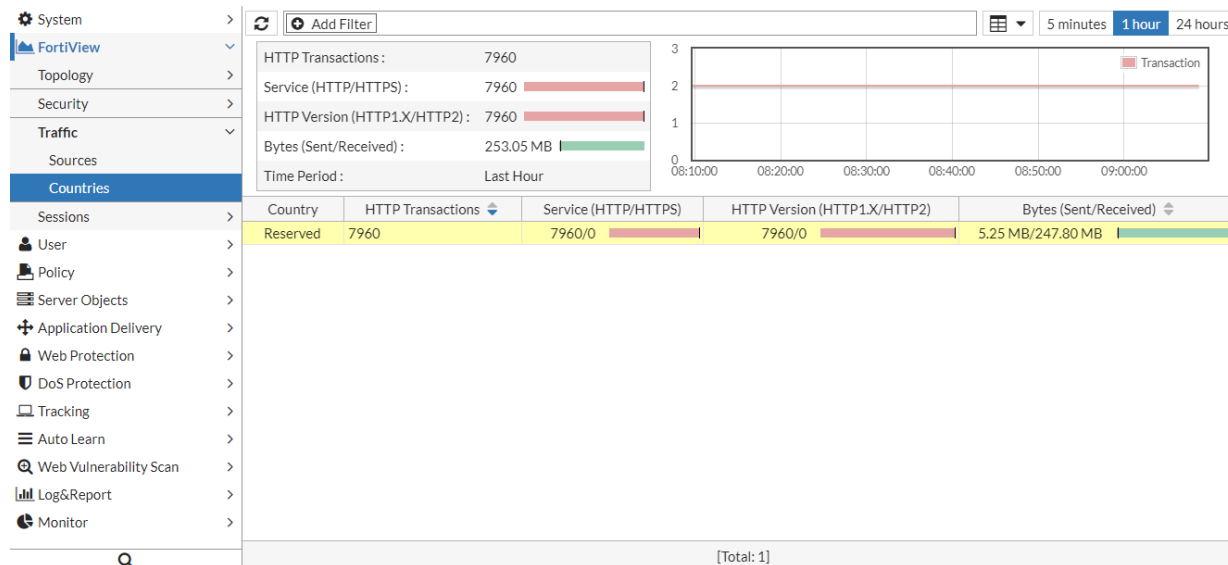 System
FortiView
Topology
Security
Traffic
Sources
Countries
Sessions
User
Policy
Server Objects
Application Delivery
Web Protection
DoS Protection
Tracking
Auto Learn
Web Vulnerability Scan
Log&Report
Monitor
Add Filter
5 minutes 1 hour 24 hours
HTTP Transactions : 7960
Service (HTTP/HTTPS) : 7960
HTTP Version (HTTP1.X/HTTP2) : 7960
Bytes (Sent/Received) : 253.05 MB
Time Period : Last Hour
3
2
1
0
Transaction
08:10:00 08:20:00 08:30:00 08:40:00 08:50:00 09:00:00
Country HTTP Transactions Service (HTTP/HTTPS) HTTP Version (HTTP1.X/HTTP2) Bytes (Sent/Received)
Reserved 7960 7960/0 7960/0 5.25 MB/247.80 MB
[Total: 1]